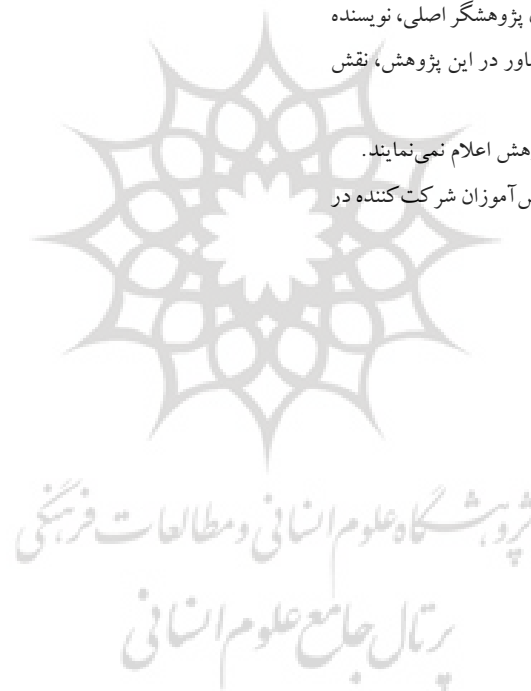 پژوهشگر اصلی، نویسنده
اور در این پژوهش، نقش
هش اعلام نمی‌نمایند.
ش‌آموزان شرکت‌کننده در
پژوهشگاه علوم انسانی و مطالعات فرهنگی
پرتال جامع علوم انسانی